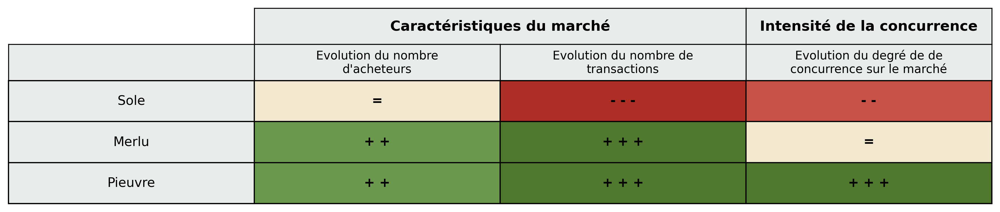 Caractéristiques du marché
Intensité de la concurrence
Evolution du nombre
d'acheteurs
Evolution du nombre de
transactions
Evolution du degré de de
concurrence sur le marché
Sole
=
- - -
- -
Merlu
+ +
+ + +
=
Pieuvre
+ +
+ + +
+ + +